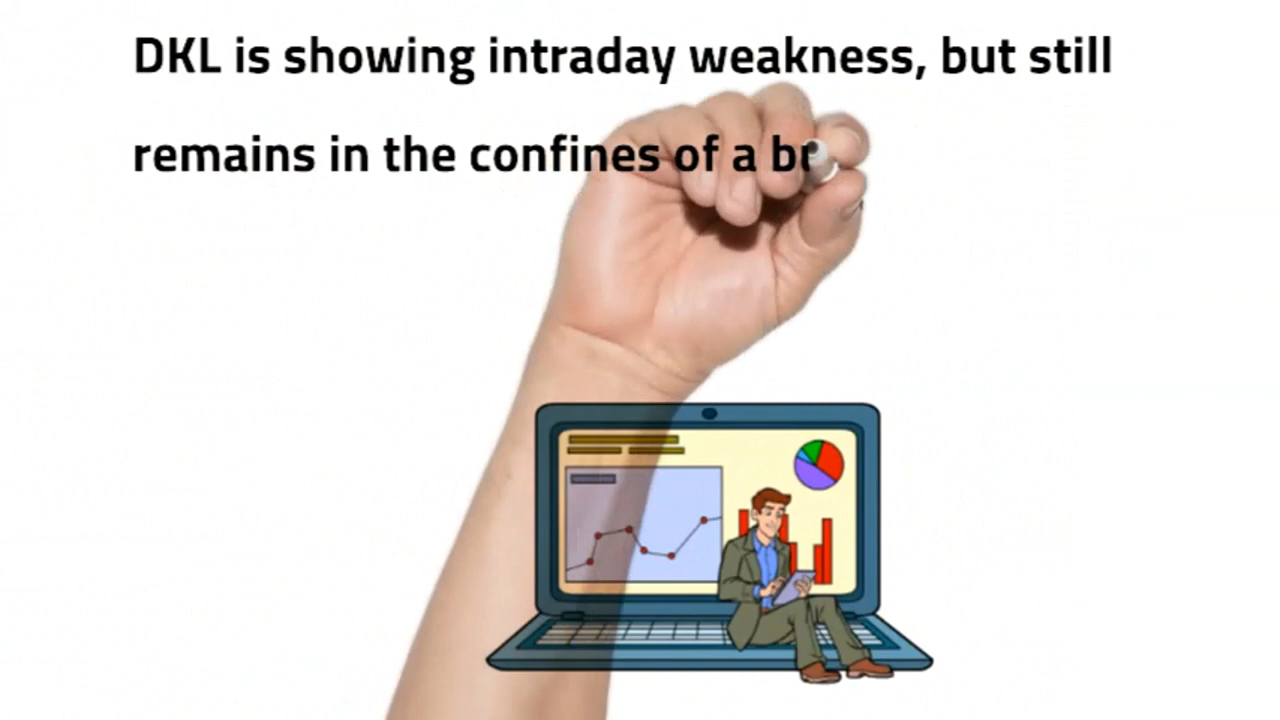 DKL is showing intraday weakness, but still
remains in the confines of a